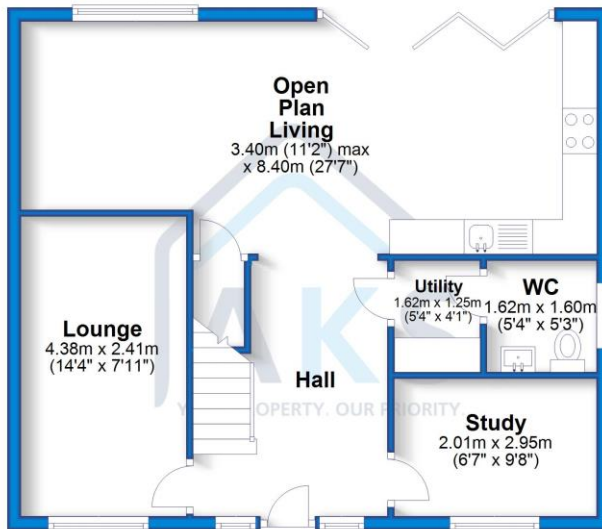 Open
Plan
Living
3.40m (11'2") max
x 8.40m (27'7")
Utility
1.62m x 1.25m
(5'4" x 4'1")
WC
1.62m x 1.60m
(5'4" x 5'3")
Lounge
4.38m x 2.41m
(14'4" x 7'11")
Hall
AKS
OPERTY. OUR PRIORITY
Study
2.01m x 2.95m
(6'7" x 9'8")